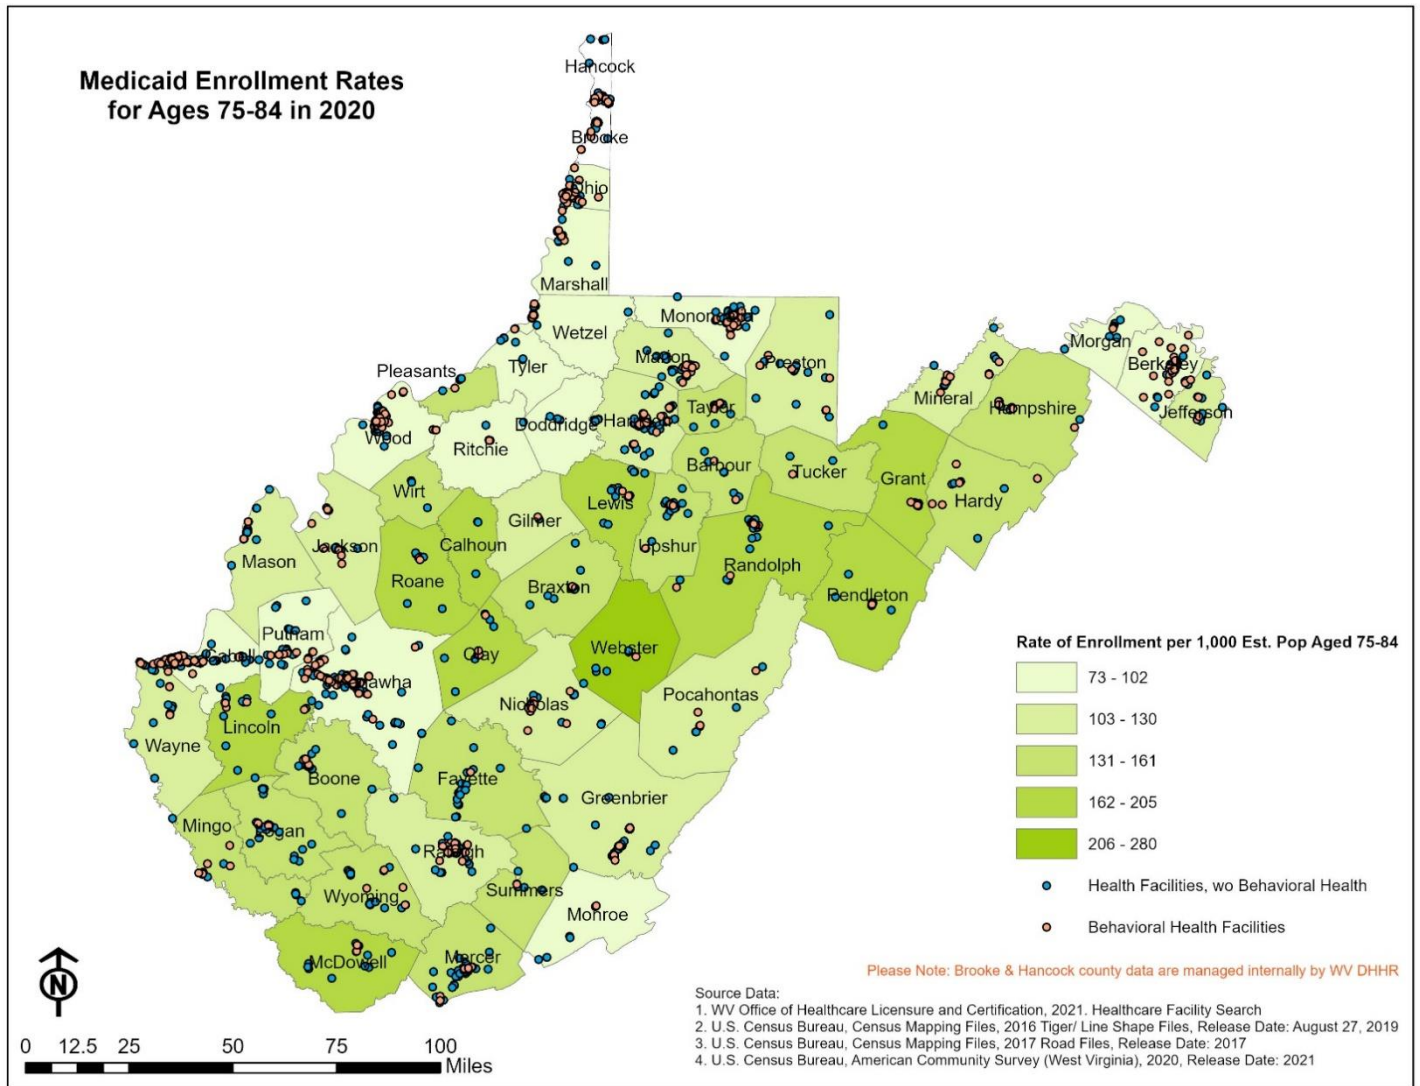 Medicaid Enrollment Rates
for Ages 75-84 in 2020
Hancock
Brooke
Ohio
Marshall
Wetzel
Monongalia
Marion
Preston
Tyler
Pleasants
Morgan
Berkeley
Jefferson
Mineral
Hampshire
Wood
Ritchie
Doddridge
Harrison
Taylor
Barbour
Tucker
Grant
Hardy
Wirt
Lewis
Gilmer
Calhoun
Upshur
Randolph
Mason
Jackson
Roane
Braxton
Pendleton
Putnam
Cabell
Clay
Webster
Kanawha
Nicholas
Pocahontas
Lincoln
Wayne
Boone
Fayette
Greenbrier
Mingo
Logan
Raleigh
Wyoming
Summers
Monroe
McDowell
Mercer
Rate of Enrollment per 1,000 Est. Pop Aged 75-84
73 - 102
103 - 130
131 - 161
162 - 205
206 - 280
Health Facilities, wo Behavioral Health
Behavioral Health Facilities
Please Note: Brooke & Hancock county data are managed internally by WV DHHR
Source Data:
1. WV Office of Healthcare Licensure and Certification, 2021. Healthcare Facility Search
2. U.S. Census Bureau, Census Mapping Files, 2016 Tiger/ Line Shape Files, Release Date: August 27, 2019
3. U.S. Census Bureau, Census Mapping Files, 2017 Road Files, Release Date: 2017
4. U.S. Census Bureau, American Community Survey (West Virginia), 2020, Release Date: 2021
N
0 12.5 25 50 75 100
Miles